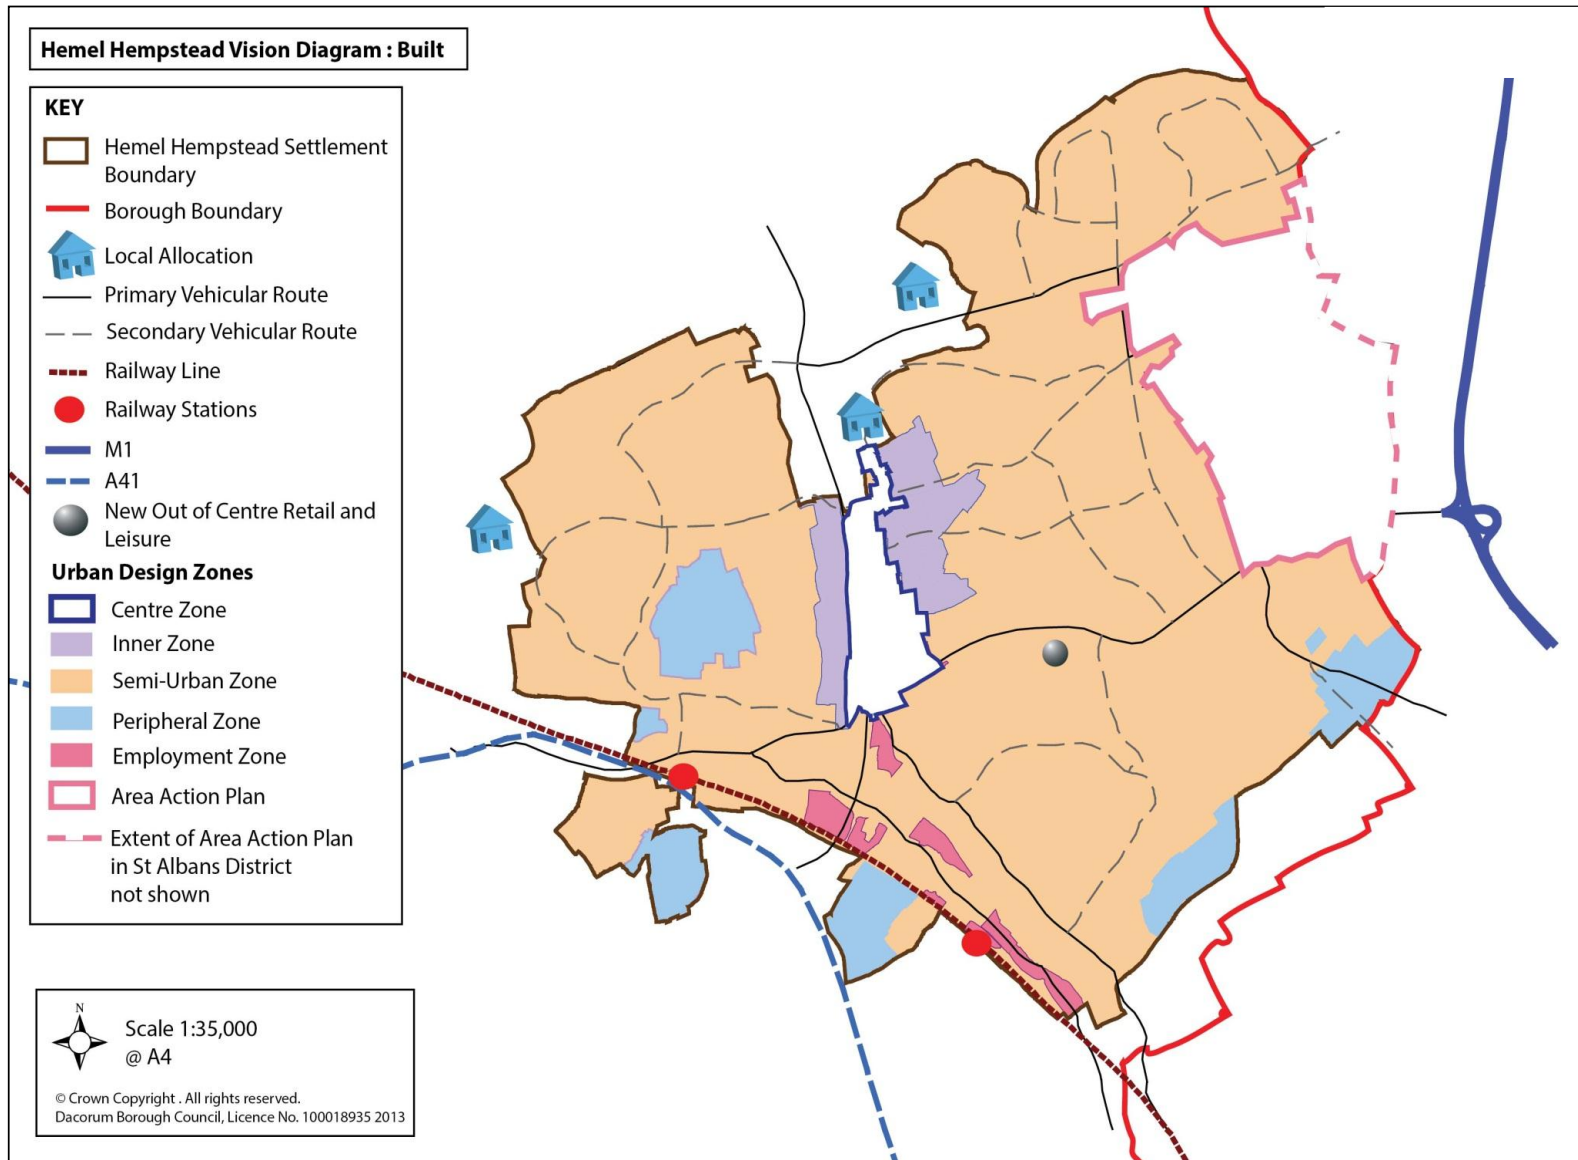 Hemel Hempstead Vision Diagram : Built
KEY
Hemel Hempstead Settlement
Boundary
Borough Boundary
Local Allocation
Primary Vehicular Route
Secondary Vehicular Route
Railway Line
Railway Stations
M1
A41
New Out of Centre Retail and
Leisure
Urban Design Zones
Centre Zone
Inner Zone
Semi-Urban Zone
Peripheral Zone
Employment Zone
Area Action Plan
Extent of Area Action Plan
in St Albans District
not shown
N
Scale 1:35,000
@ A4
© Crown Copyright . All rights reserved.
Dacorum Borough Council, Licence No. 100018935 2013